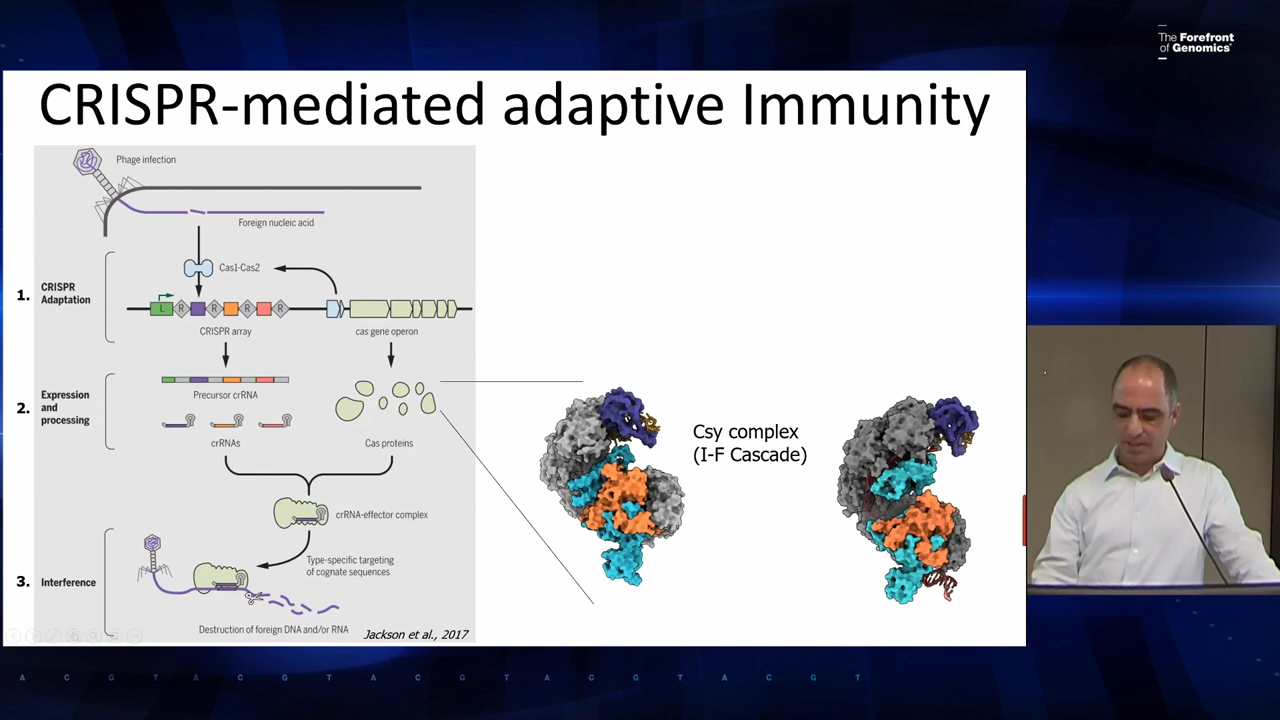 The Forefront
of Genomics
CRISPR-mediated adaptive Immunity
Phage infection
Foreign nucleic acid
Cas1-Cas2
1.
CRISPR
Adaptation
L
R
R
R
R
CRISPR array
cas gene operon
2.
Expression
and
processing
Precursor crRNA
crRNAs
Cas proteins
crRNA-effector complex
3.
Interference
Type-specific targeting
of cognate sequences
Destruction of foreign DNA and/or RNA
Jackson et al., 2017
Csy complex
(I-F Cascade)
A C G T A C G T A C G T A C G T A C G T